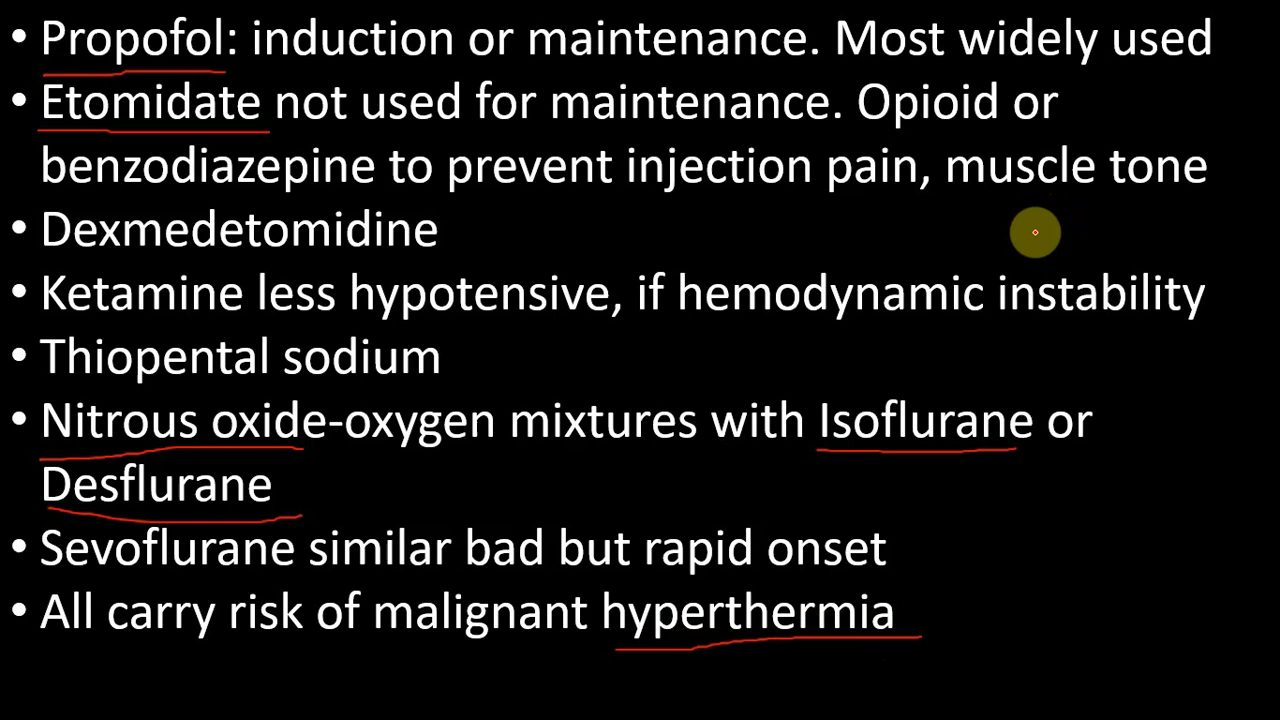 • Propofol: induction or maintenance. Most widely used
• Etomidate not used for maintenance. Opioid or
benzodiazepine to prevent injection pain, muscle tone
• Dexmedetomidine
• Ketamine less hypotensive, if hemodynamic instability
• Thiopental sodium
• Nitrous oxide-oxygen mixtures with Isoflurane or
Desflurane
• Sevoflurane similar bad but rapid onset
• All carry risk of malignant hyperthermia